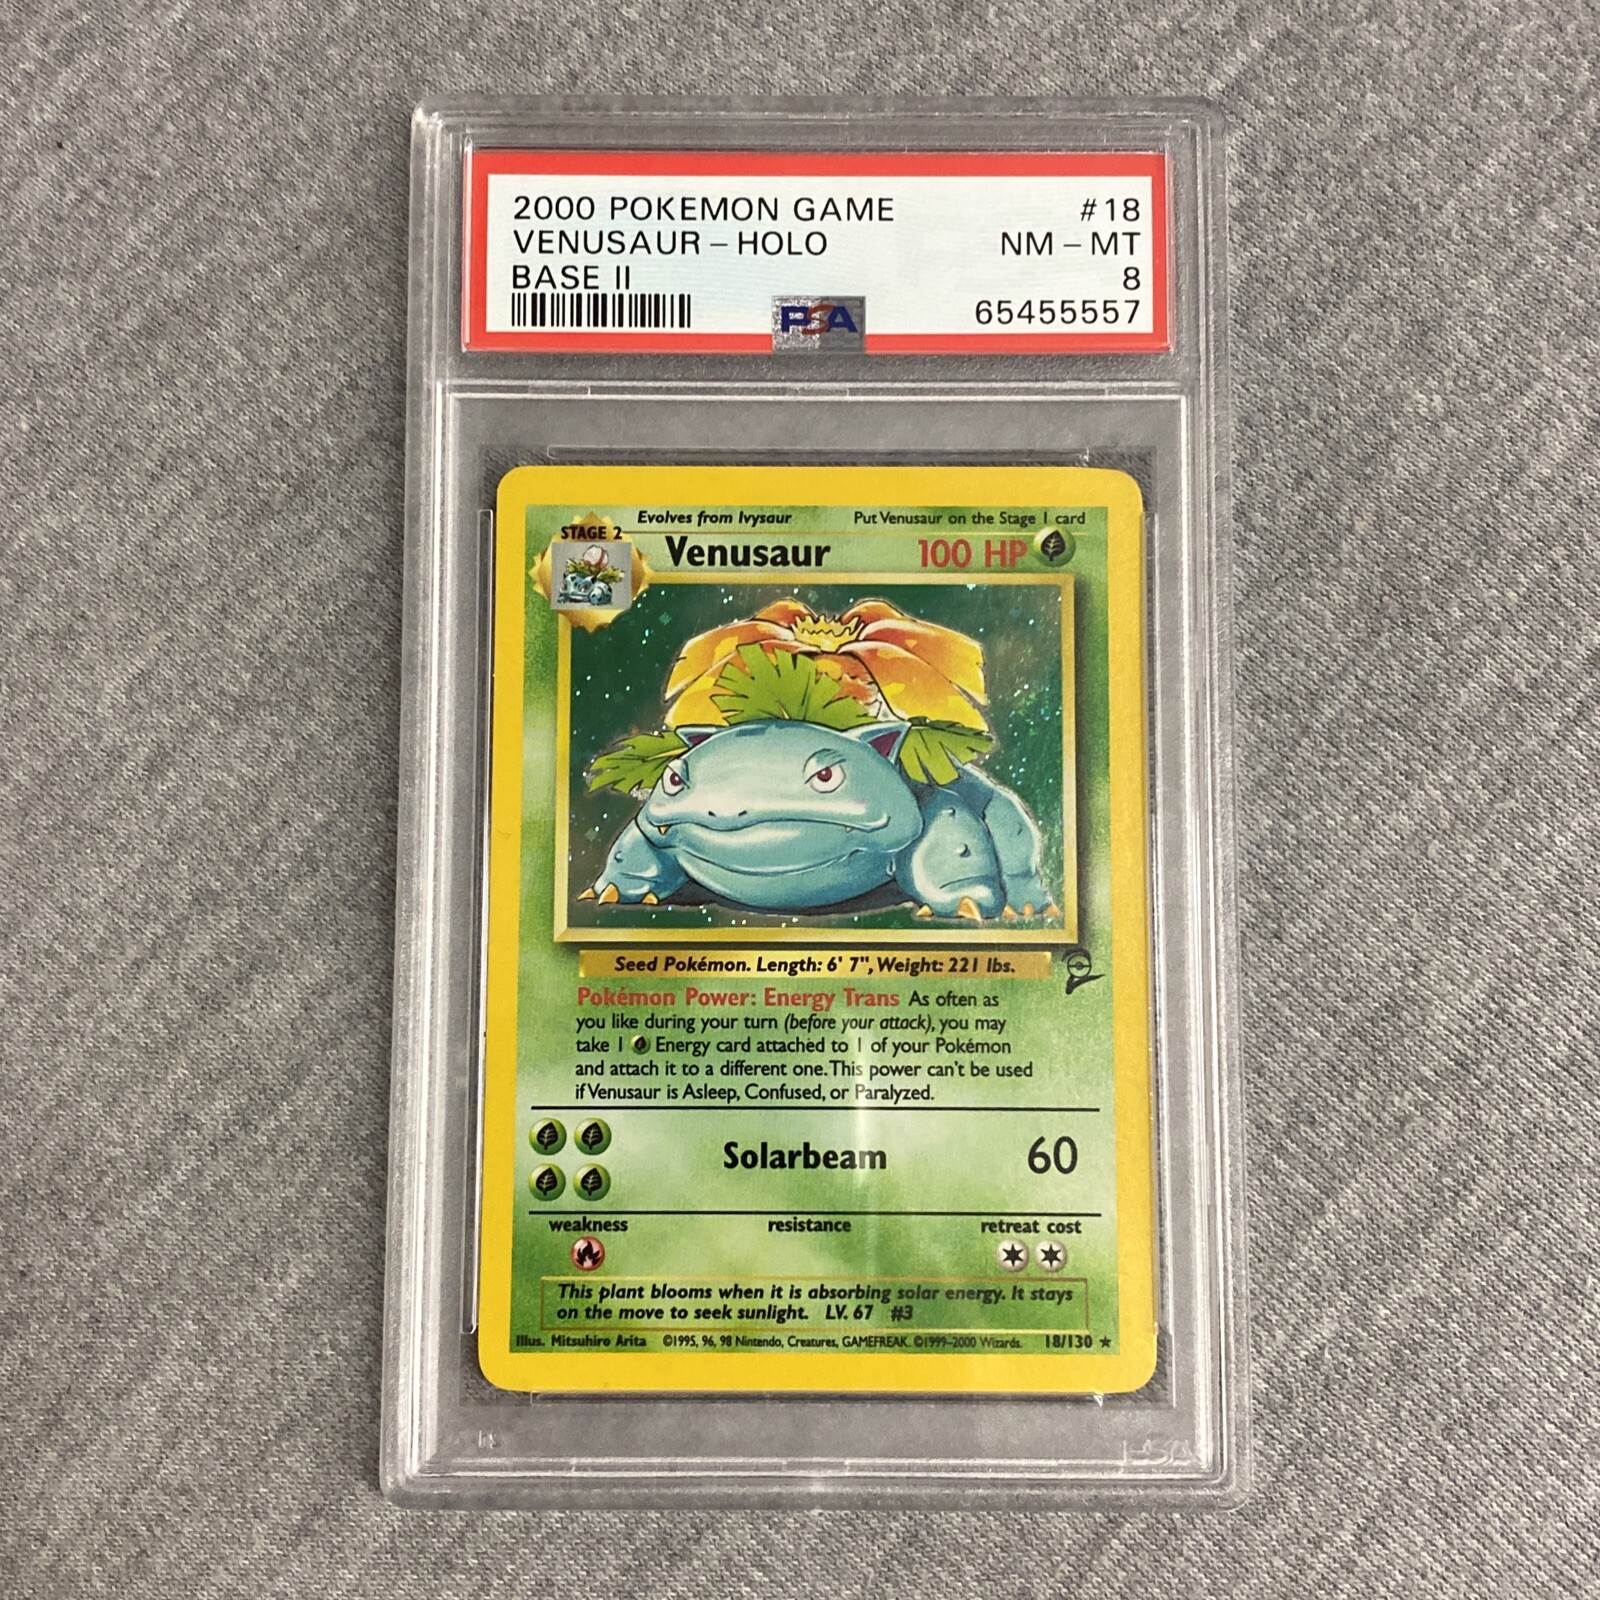 2000 POKEMON GAME #18
VENUSAUR - HOLO NM - MT
BASE II 8
PSA 65455557
Evolves from Ivysaur Put Venusaur on the Stage 1 card
STAGE 2
Venusaur 100 HP
Seed Pokémon. Length: 6' 7", Weight: 221 lbs.
Pokémon Power: Energy Trans As often as
you like during your turn (before your attack), you may
take 1 Energy card attached to 1 of your Pokémon
and attach it to a different one. This power can't be used
if Venusaur is Asleep, Confused, or Paralyzed.
Solarbeam 60
weakness resistance retreat cost
This plant blooms when it is absorbing solar energy. It stays
on the move to seek sunlight. LV. 67 #3
Illus. Mitsuhiro Arita ©1995, 96, 98 Nintendo, Creatures, GAMEFREAK. ©1999-2000 Wizards. 18/130 ★